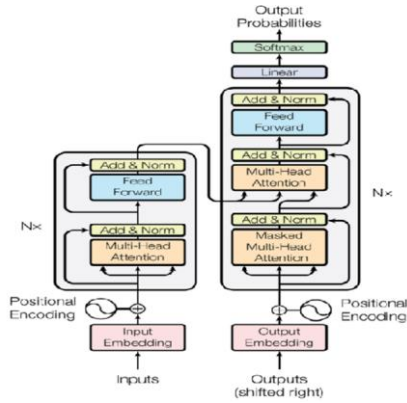 Output
Probabilities
Softmax
Linear
Add & Norm
Feed
Forward
Add & Norm
Multi-Head
Attention
Add & Norm
Masked
Multi-Head
Attention
Nx
Add & Norm
Feed
Forward
Nx
Add & Norm
Multi-Head
Attention
Positional
Encoding
Positional
Encoding
Input
Embedding
Output
Embedding
Inputs
Outputs
(shifted right)